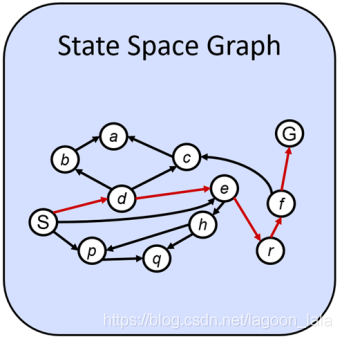 State Space Graph
G
a
b
c
e
d
f
S
h
p
q
r
https://blog.csdn.net/lagoon_lala